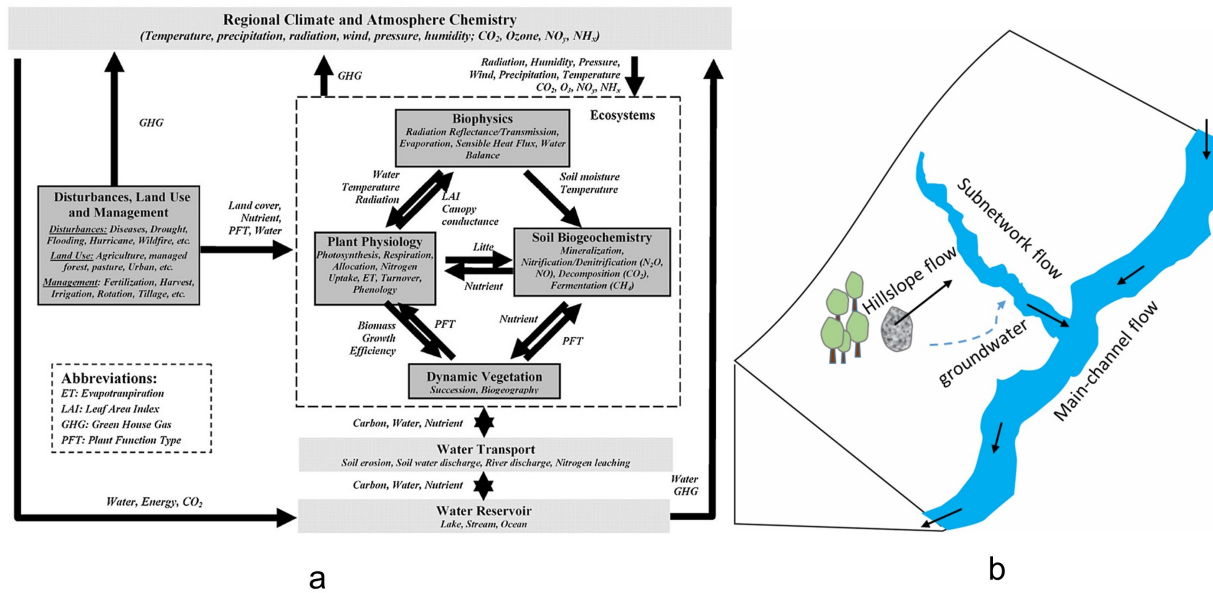 Regional Climate and Atmosphere Chemistry
(Temperature, precipitation, radiation, wind, pressure, humidity; CO2, Ozone, NOy, NHx)
GHG
GHG
Radiation, Humidity, Pressure,
Wind, Precipitation, Temperature
CO2, O3, NOy, NHx
Ecosystems
Biophysics
Radiation Reflectance/Transmission,
Evaporation, Sensible Heat Flux, Water
Balance
Water
Temperature
Radiation
LAI
Canopy
conductance
Soil moisture
Temperature
Disturbances, Land Use
and Management
Disturbances: Diseases, Drought,
Flooding, Hurricane, Wildfire, etc.
Land Use: Agriculture, managed
forest, pasture, Urban, etc.
Management: Fertilization, Harvest,
Irrigation, Rotation, Tillage, etc.
Land cover,
Nutrient,
PFT, Water
Plant Physiology
Photosynthesis, Respiration,
Allocation, Nitrogen
Uptake, ET, Turnover,
Phenology
Litte
Nutrient
Soil Biogeochemistry
Mineralization,
Nitrification/Denitrification (N2O,
NO), Decomposition (CO2),
Fermentation (CH4)
Biomass
Growth
Efficiency
PFT
Nutrient
PFT
Dynamic Vegetation
Succession, Biogeography
Abbreviations:
ET: Evapotranpiration
LAI: Leaf Area Index
GHG: Green House Gas
PFT: Plant Function Type
Carbon, Water, Nutrient
Water Transport
Soil erosion, Soil water discharge, River discharge, Nitrogen leaching
Carbon, Water, Nutrient
Water, Energy, CO2
Water Reservoir
Lake, Stream, Ocean
Water
GHG
a
Subnetwork flow
Hillslope flow
groundwater
Main-channel flow
b